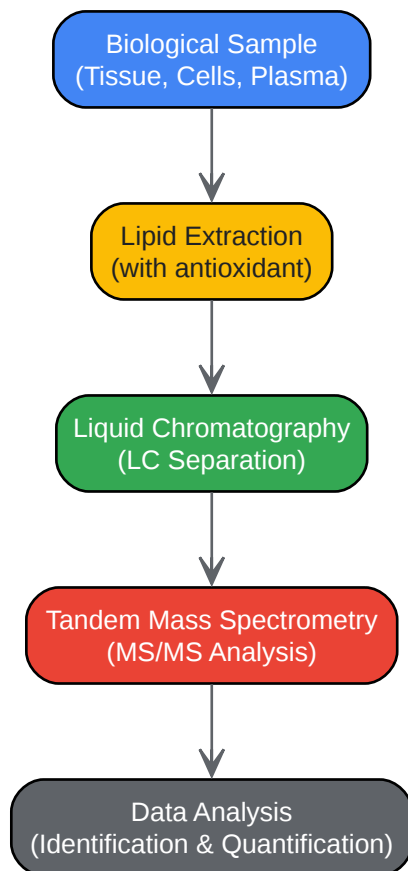 Biological Sample
(Tissue, Cells, Plasma)
Lipid Extraction
(with antioxidant)
Liquid Chromatography
(LC Separation)
Tandem Mass Spectrometry
(MS/MS Analysis)
Data Analysis
(Identification & Quantification)